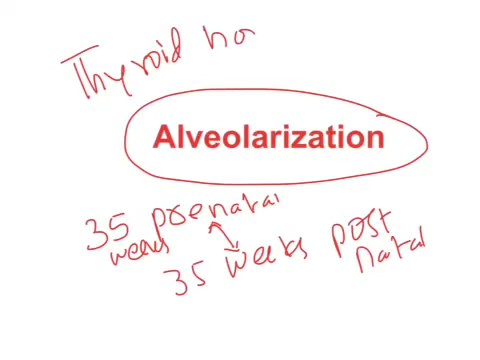 Thyroid ho
Alveolarization
35 prenatal
weeks
35 weeks post
natal